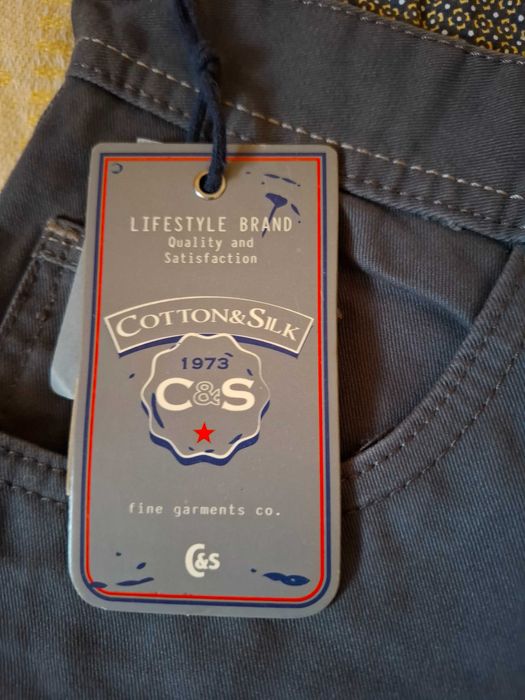 LIFESTYLE BRAND
Quality and
Satisfaction
COTTON&SILK
1973
C&S
fine garments co.
C&S